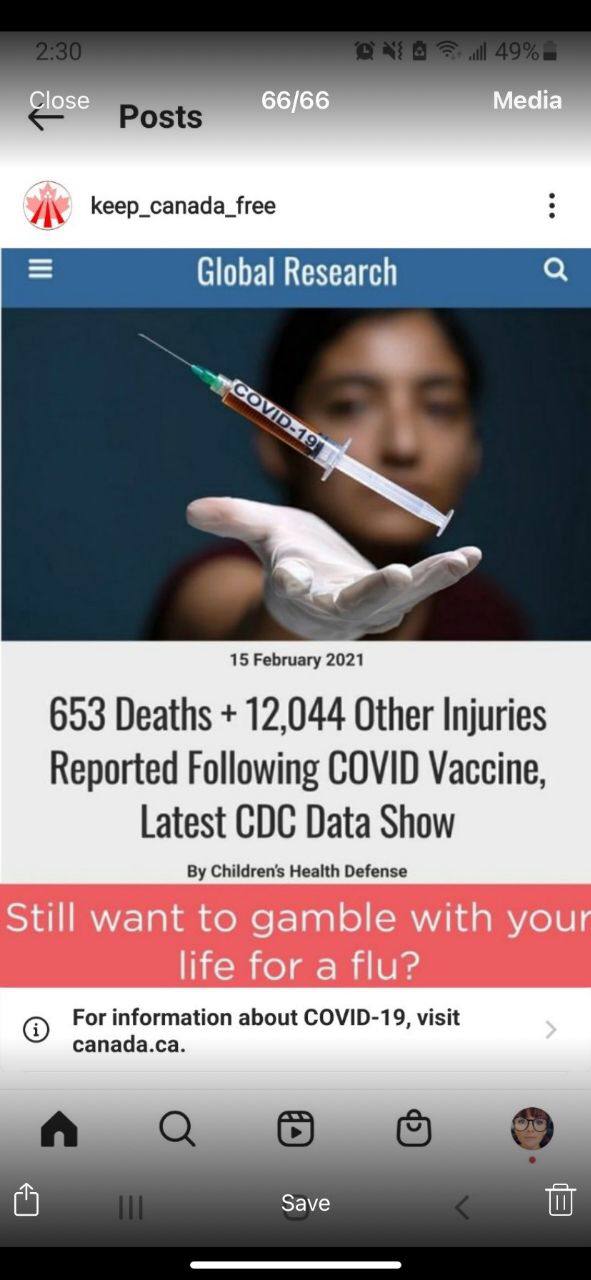 2:30
49%
Close
66/66
Media
Posts
keep_canada_free
Global Research
COVID-19
15 February 2021
653 Deaths + 12,044 Other Injuries
Reported Following COVID Vaccine,
Latest CDC Data Show
By Children's Health Defense
Still want to gamble with your
life for a flu?
For information about COVID-19, visit
canada.ca.
Save